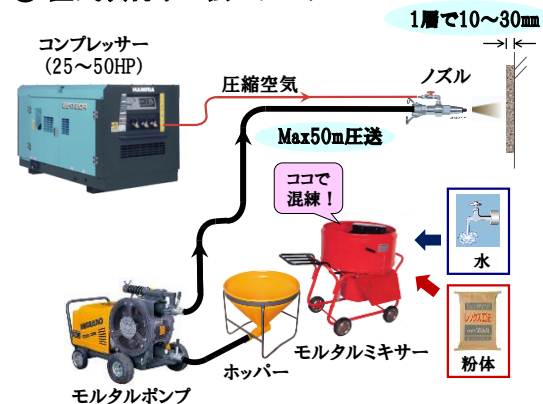 1層で10～30㎜
コンプレッサー
(25～50HP)
圧縮空気
ノズル
Max50m圧送
ココで
混練！
水
粉体
モルタルミキサー
ホッパー
モルタルポンプ